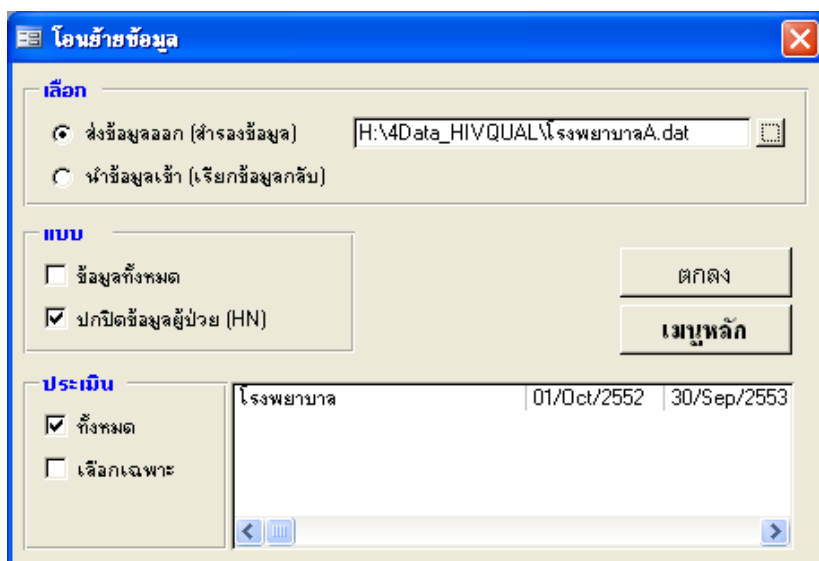 โอนย้ายข้อมูล
เลือก
ส่งข้อมูลออก (สำรองข้อมูล) H:\4Data_HIVQUAL\โรงพยาบาลA.dat
นำข้อมูลเข้า (เรียกข้อมูลกลับ)
แบบ
ข้อมูลทั้งหมด
ปกปิดข้อมูลผู้ป่วย (HN)
ตกลง
เมนูหลัก
ประเมิน
ทั้งหมด
เลือกเฉพาะ
โรงพยาบาล 01/Oct/2552 30/Sep/2553